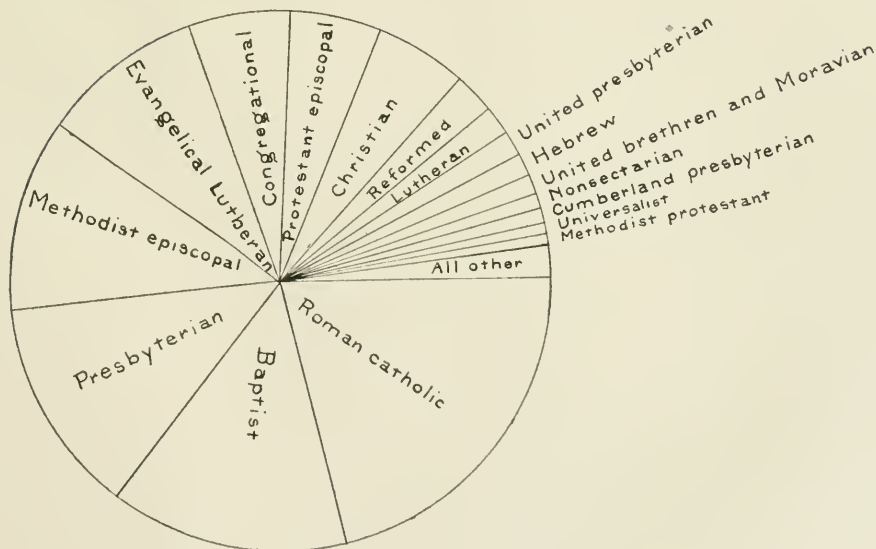 Evangelical Lutheran
Congregational
Protestant episcopal
Christian
Reformed
Lutheran
United presbyterian
Hebrew
United brethren and Moravian
Nonsectarian
Cumberland presbyterian
Universalist
Methodist protestant
All other
Methodist episcopal
Presbyterian
Baptist
Roman catholic